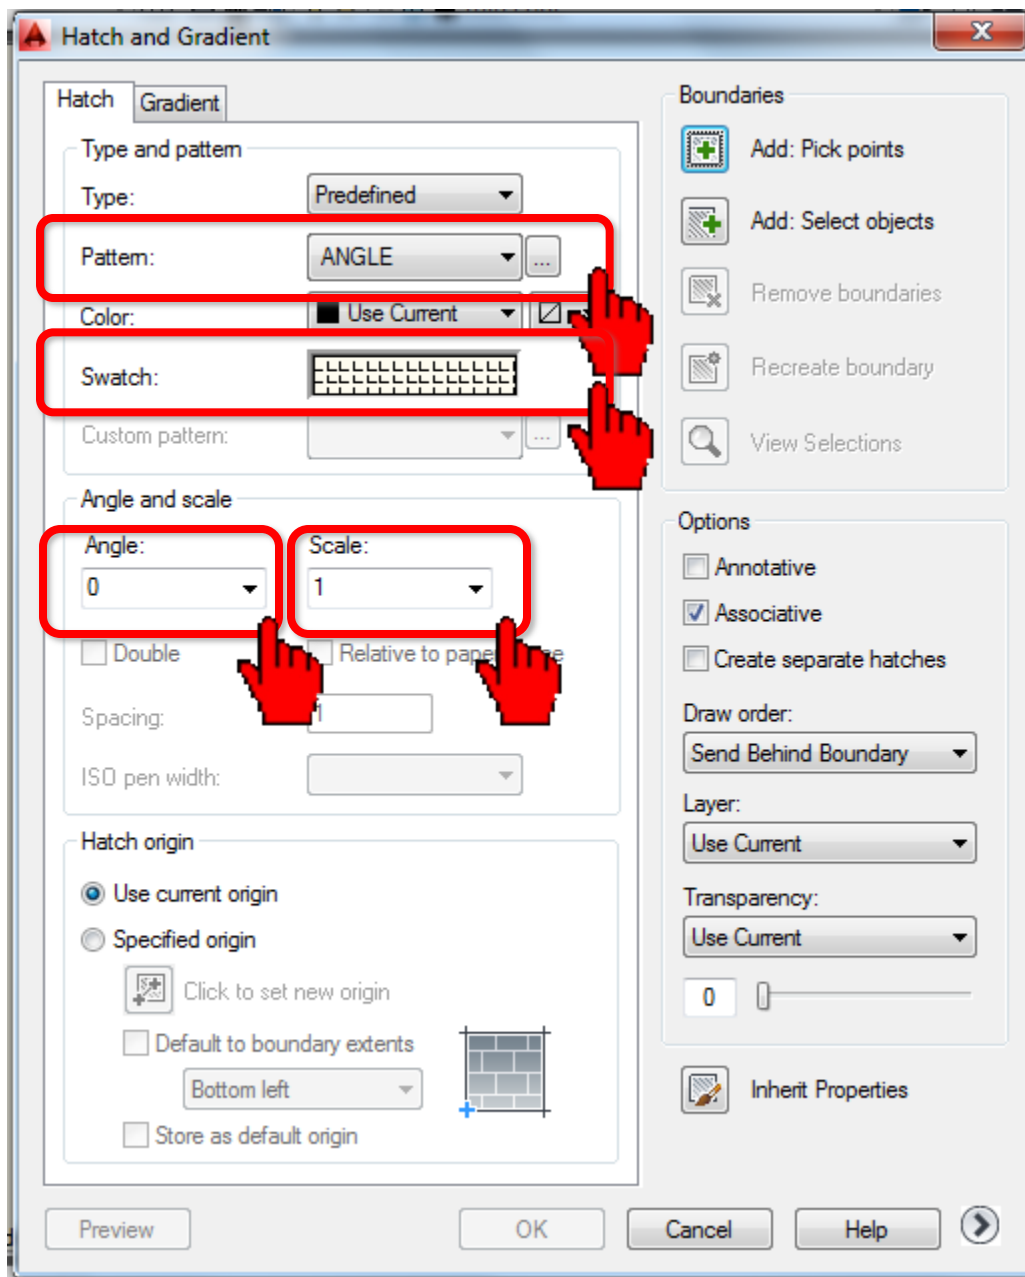 Hatch and Gradient
Hatch Gradient
Type and pattern
Type: Predefined
Pattern: ANGLE ...
Color: Use Current
Swatch:
Custom pattern: ...
Angle and scale
Angle: Scale:
0 1
Double Relative to paper
Spacing: 1
ISO pen width:
Hatch origin
Use current origin
Specified origin
Click to set new origin
Default to boundary extents
Bottom left
Store as default origin
Boundaries
Add: Pick points
Add: Select objects
Remove boundaries
Recreate boundary
View Selections
Options
Annotative
Associative
Create separate hatches
Draw order:
Send Behind Boundary
Layer:
Use Current
Transparency:
Use Current
0
Inherit Properties
Preview OK Cancel Help